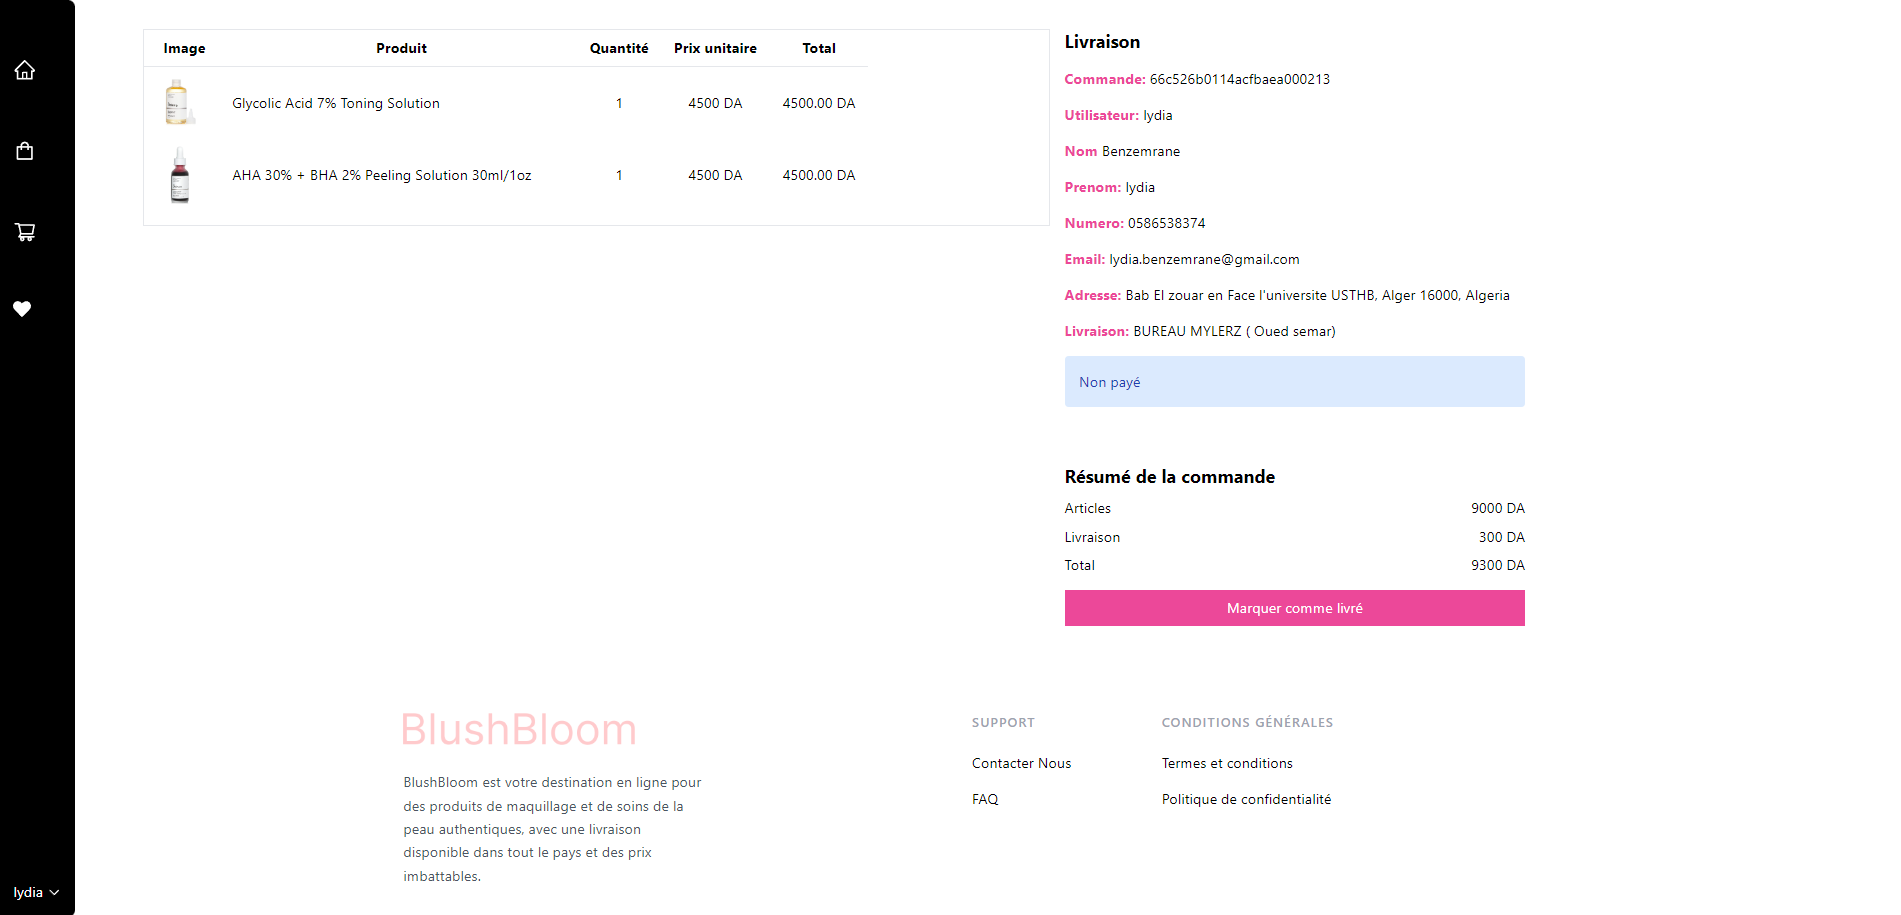 Image Produit Quantité Prix unitaire Total
Glycolic Acid 7% Toning Solution 1 4500 DA 4500.00 DA
AHA 30% + BHA 2% Peeling Solution 30ml/1oz 1 4500 DA 4500.00 DA
Livraison
Commande: 66c526b0114acfbaea000213
Utilisateur: lydia
Nom Benzemrane
Prenom: lydia
Numero: 0586538374
Email: lydia.benzemrane@gmail.com
Adresse: Bab El zouar en Face l'universite USTHB, Alger 16000, Algeria
Livraison: BUREAU MYLERZ ( Oued semar)
Non payé
Résumé de la commande
Articles 9000 DA
Livraison 300 DA
Total 9300 DA
Marquer comme livré
BlushBloom
BlushBloom est votre destination en ligne pour
des produits de maquillage et de soins de la
peau authentiques, avec une livraison
disponible dans tout le pays et des prix
imbattables.
SUPPORT
Contacter Nous
FAQ
CONDITIONS GÉNÉRALES
Termes et conditions
Politique de confidentialité
lydia